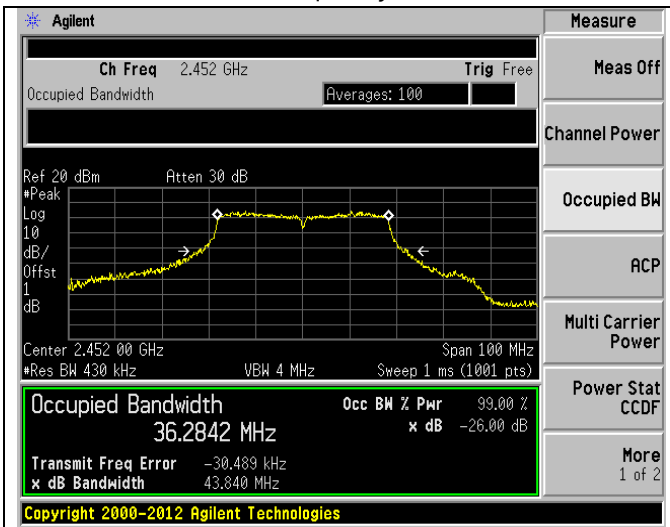 Agilent
Measure
Ch Freq 2.452 GHz Trig Free
Occupied Bandwidth Averages: 100
Meas Off
Channel Power
Occupied BW
ACP
Multi Carrier
Power
Power Stat
CCDF
More
1 of 2
Ref 20 dBm Atten 30 dB
#Peak
Log
10
dB/
Offst
1
dB
Center 2.452 00 GHz Span 100 MHz
#Res BW 430 kHz VBW 4 MHz Sweep 1 ms (1001 pts)
Occupied Bandwidth Occ BW % Pwr 99.00 %
36.2842 MHz x dB -26.00 dB
Transmit Freq Error -30.489 kHz
x dB Bandwidth 43.840 MHz
Copyright 2000-2012 Agilent Technologies